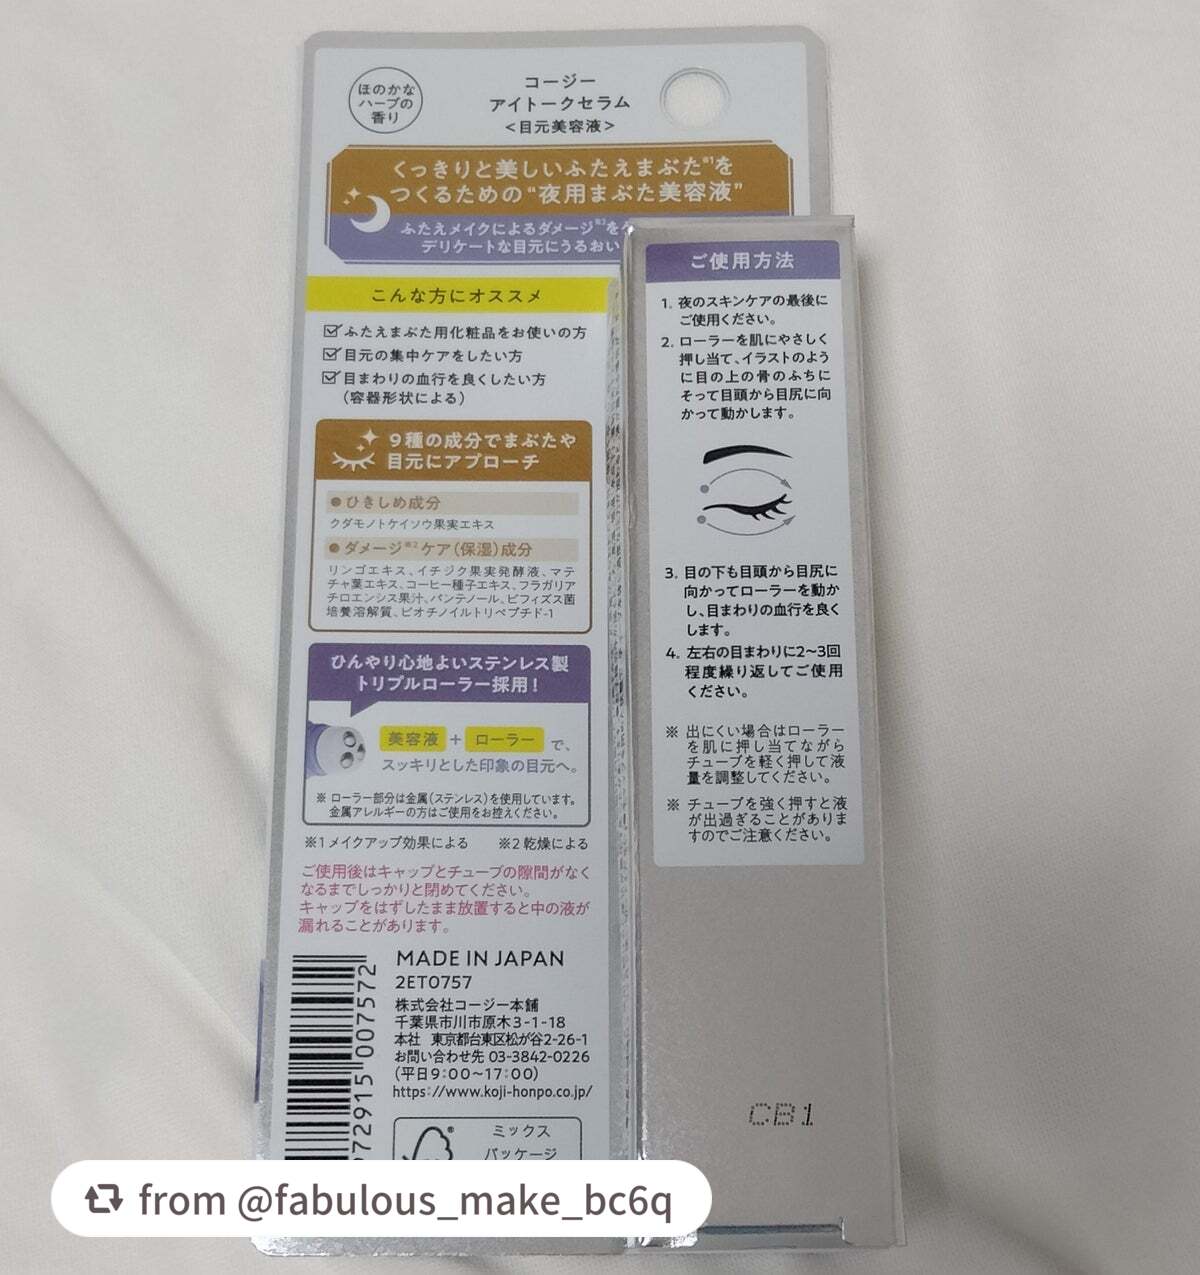 ほのかな
ハーブの
香り
コージー
アイトークセラム
<目元美容液>
くっきりと美しいふたえまぶた※1を
つくるための“夜用まぶた美容液”
ふたえメイクによるダメージ※2を
デリケートな目元にうるおい
こんな方にオススメ
ふたえまぶた用化粧品をお使いの方
目元の集中ケアをしたい方
目まわりの血行を良くしたい方
(容器形状による)
9種の成分でまぶたや
目元にアプローチ
●ひきしめ成分
クダモノトケイソウ果実エキス
●ダメージ※2ケア(保湿)成分
リンゴエキス、イチジク果実発酵液、マテ
チャ葉エキス、コーヒー種子エキス、フラガリア
チロエンシス果汁、パンテノール、ビフィズス菌
培養溶解質、ビオチノイルトリペプチド-1
ひんやり心地よいステンレス製
トリプルローラー採用!
美容液+ローラーで、
スッキリとした印象の目元へ。
※ ローラー部分は金属(ステンレス)を使用しています。
金属アレルギーの方はご使用をお控えください。
※1 メイクアップ効果による ※2 乾燥による
ご使用後はキャップとチューブの隙間がなく
なるまでしっかりと閉めてください。
キャップをはずしたまま放置すると中の液が
漏れることがあります。
MADE IN JAPAN
2ET0757
株式会社コージー本舗
千葉県市川市原木3-1-18
本社 東京都台東区松が谷2-26-1
お問い合わせ先 03-3842-0226
(平日9:00~17:00)
https://www.koji-honpo.co.jp/
ミックス
パッケージ
72915 007572
ご使用方法
1. 夜のスキンケアの最後に
ご使用ください。
2. ローラーを肌にやさしく
押し当て、イラストのよう
に目の上の骨のふちに
そって目頭から目尻に向
かって動かします。
3. 目の下も目頭から目尻に
向かってローラーを動か
し、目まわりの血行を良く
します。
4. 左右の目まわりに2~3回
程度繰り返してご使用
ください。
※ 出にくい場合はローラー
を肌に押し当てながら
チューブを軽く押して液
量を調整してください。
※ チューブを強く押すと液
が出過ぎることがありま
すのでご注意ください。
CB1
from @fabulous_make_bc6q